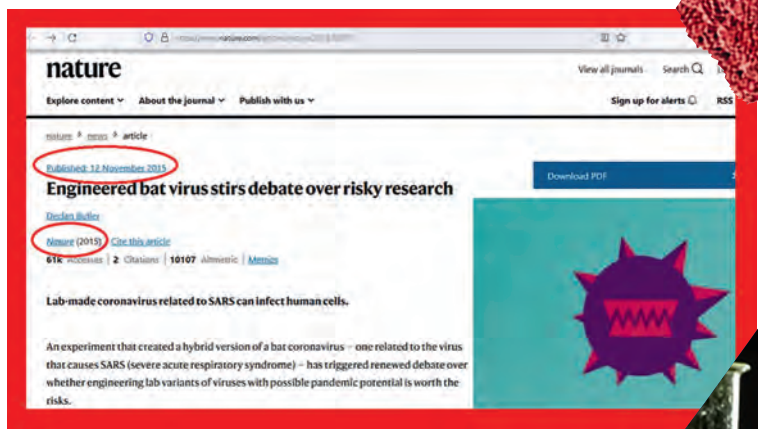 nature
View all journals Search
Explore content About the journal Publish with us
Sign up for alerts RSS
nature news article
Published: 12 November 2015
Download PDF
Engineered bat virus stirs debate over risky research
Declan Butler
Nature (2015) Cite this article
61k Accesses | 2 Citations | 10107 Altmetric | Metrics
Lab-made coronavirus related to SARS can infect human cells.
An experiment that created a hybrid version of a bat coronavirus — one related to the virus
that causes SARS (severe acute respiratory syndrome) — has triggered renewed debate over
whether engineering lab variants of viruses with possible pandemic potential is worth the
risks.